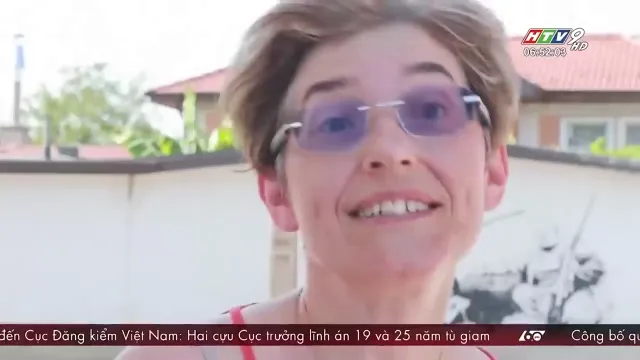 HTV9 HD
06:52:03
đến Cục Đăng kiểm Việt Nam: Hai cựu Cục trưởng lĩnh án 19 và 25 năm tù giam 60 Công bố q